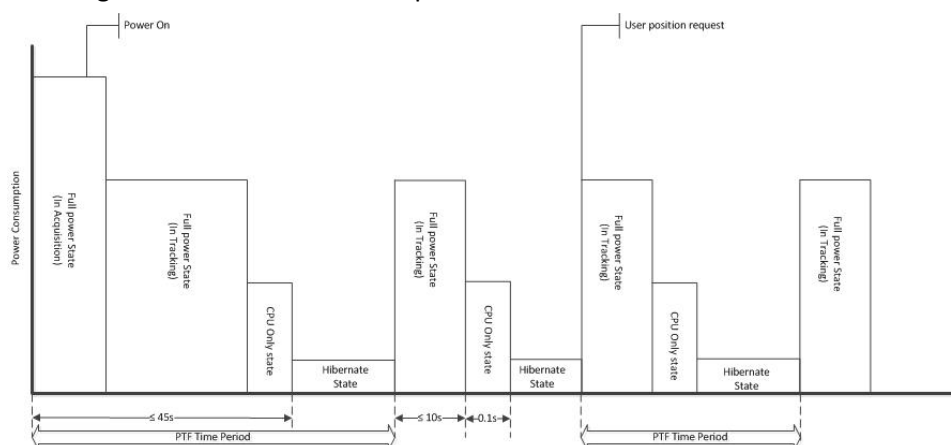 Power On
User position request
Power Consumption
Full power State
(In Acquisition)
Full power State
(In Tracking)
CPU Only state
Hibernate
State
Full power State
(In Tracking)
CPU Only state
Hibernate
State
Full power State
(In Tracking)
CPU Only state
Hibernate
State
Full power State
(In Tracking)
≤ 45s
≤ 10s
0.1s
PTF Time Period
PTF Time Period